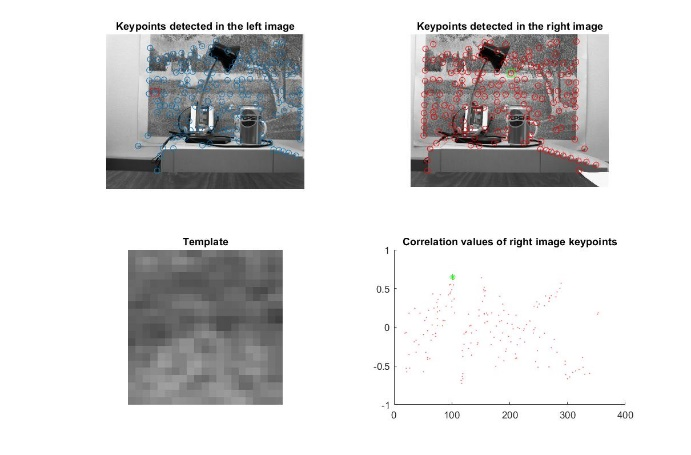 Keypoints detected in the left image
Keypoints detected in the right image
Template
Correlation values of right image keypoints
1
0.5
0
-0.5
-1
0
100
200
300
400